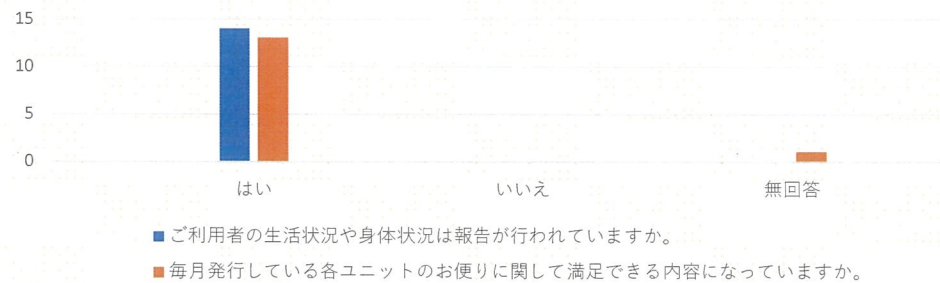 15
10
5
0
はい いいえ 無回答
ご利用者の生活状況や身体状況は報告が行われていますか。
毎月発行している各ユニットのお便りに関して満足できる内容になっていますか。